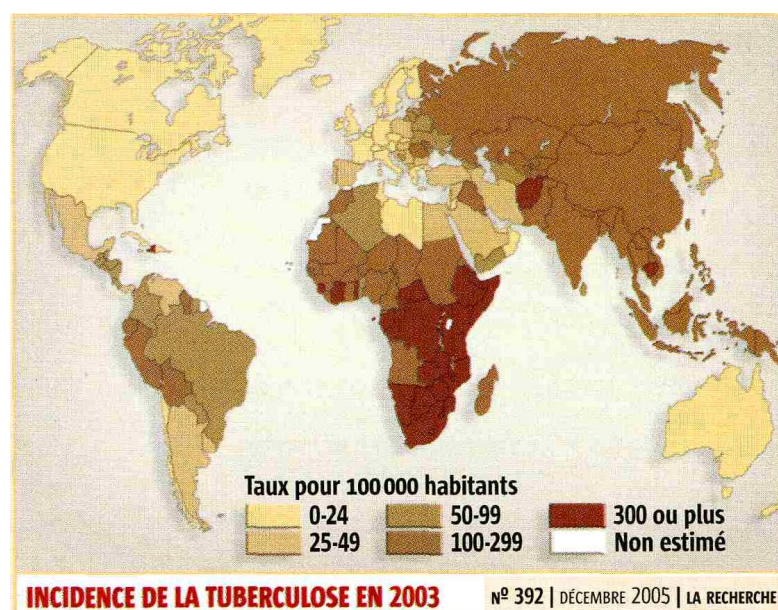 Taux pour 100 000 habitants
0-24
50-99
300 ou plus
25-49
100-299
Non estimé
INCIDENCE DE LA TUBERCULOSE EN 2003
Nº 392 | DÉCEMBRE 2005 | LA RECHERCHE